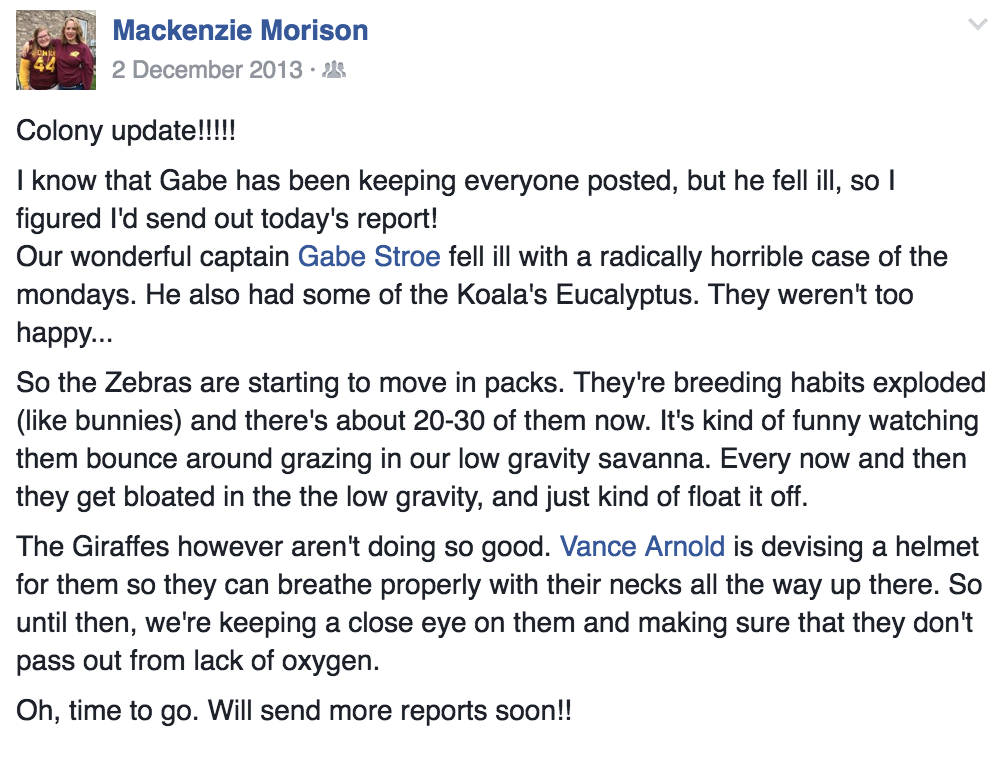 Mackenzie Morison
2 December 2013 ·
Colony update!!!!!
I know that Gabe has been keeping everyone posted, but he fell ill, so I
figured I'd send out today's report!
Our wonderful captain Gabe Stroe fell ill with a radically horrible case of the
mondays. He also had some of the Koala's Eucalyptus. They weren't too
happy...
So the Zebras are starting to move in packs. They're breeding habits exploded
(like bunnies) and there's about 20-30 of them now. It's kind of funny watching
them bounce around grazing in our low gravity savanna. Every now and then
they get bloated in the the low gravity, and just kind of float it off.
The Giraffes however aren't doing so good. Vance Arnold is devising a helmet
for them so they can breathe properly with their necks all the way up there. So
until then, we're keeping a close eye on them and making sure that they don't
pass out from lack of oxygen.
Oh, time to go. Will send more reports soon!!